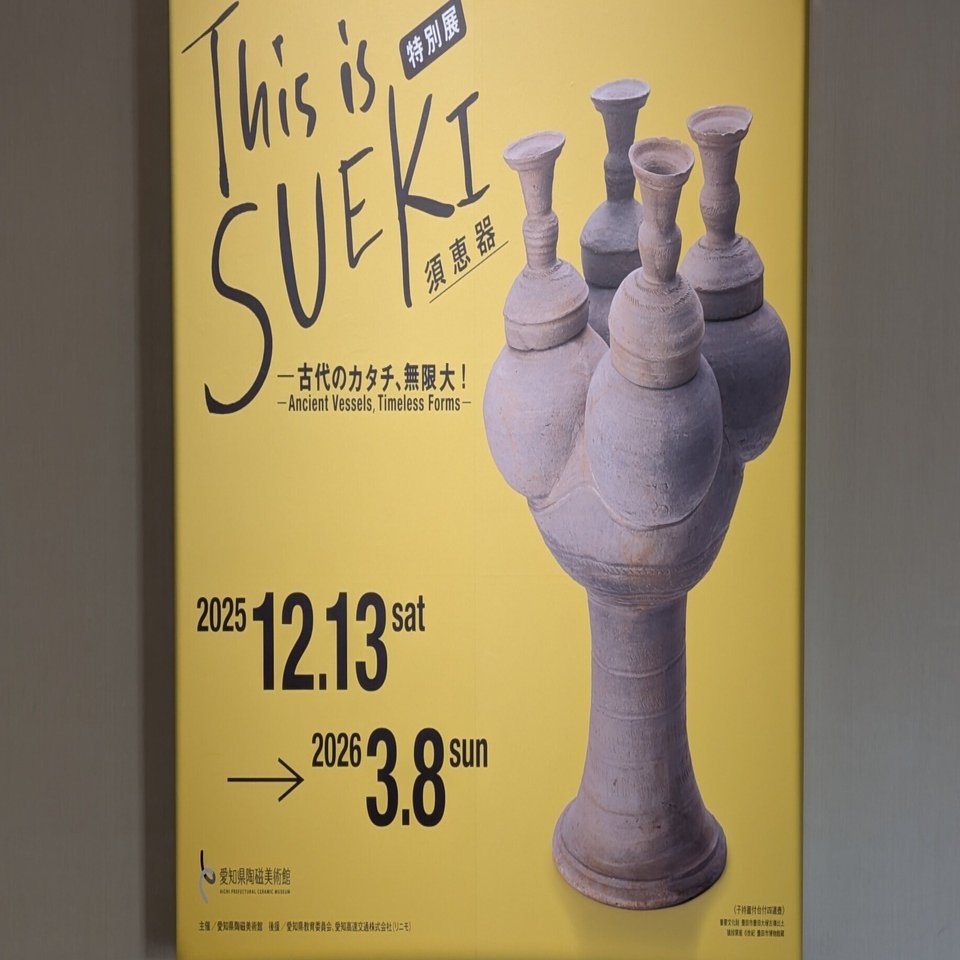 This is
特別展
SUEKI
須恵器
―古代のカタチ、無限大！
―Ancient Vessels, Timeless Forms―
2025 12.13 sat
→ 2026 3.8 sun
愛知県陶磁美術館
AICHI PREFECTURAL CERAMIC MUSEUM
主催／愛知県陶磁美術館　後援／愛知県教育委員会、愛知高速交通株式会社（リニモ）